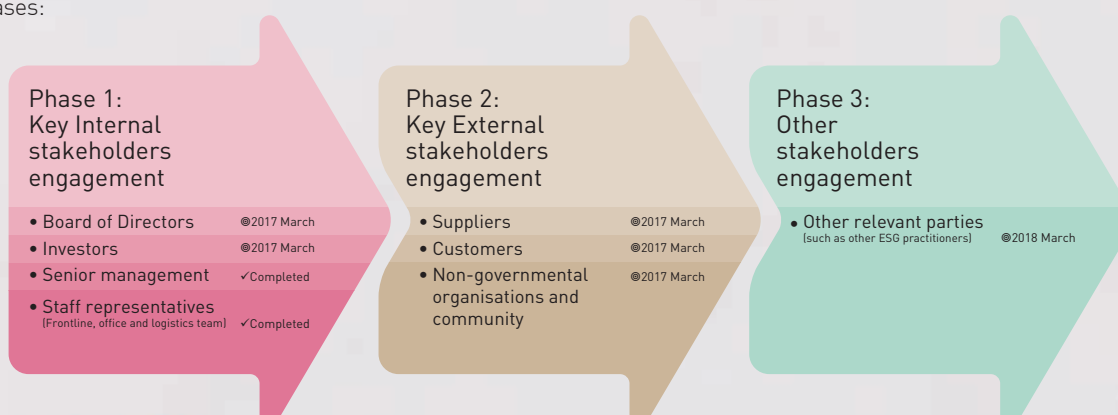 ases:
Phase 1:
Key Internal
stakeholders
engagement
• Board of Directors @2017 March
• Investors @2017 March
• Senior management ✓Completed
• Staff representatives
(Frontline, office and logistics team) ✓Completed
Phase 2:
Key External
stakeholders
engagement
• Suppliers @2017 March
• Customers @2017 March
• Non-governmental @2017 March
organisations and
community
Phase 3:
Other
stakeholders
engagement
• Other relevant parties
(such as other ESG practitioners) @2018 March